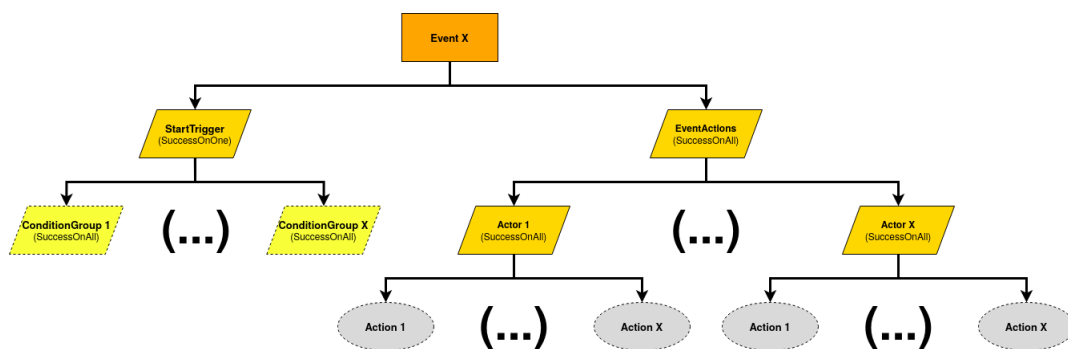 Event X
StartTrigger
(SuccessOnOne)
EventActions
(SuccessOnAll)
ConditionGroup 1
(SuccessOnAll)
(...)
ConditionGroup X
(SuccessOnAll)
Actor 1
(SuccessOnAll)
(...)
Actor X
(SuccessOnAll)
Action 1
(...)
Action X
Action 1
(...)
Action X